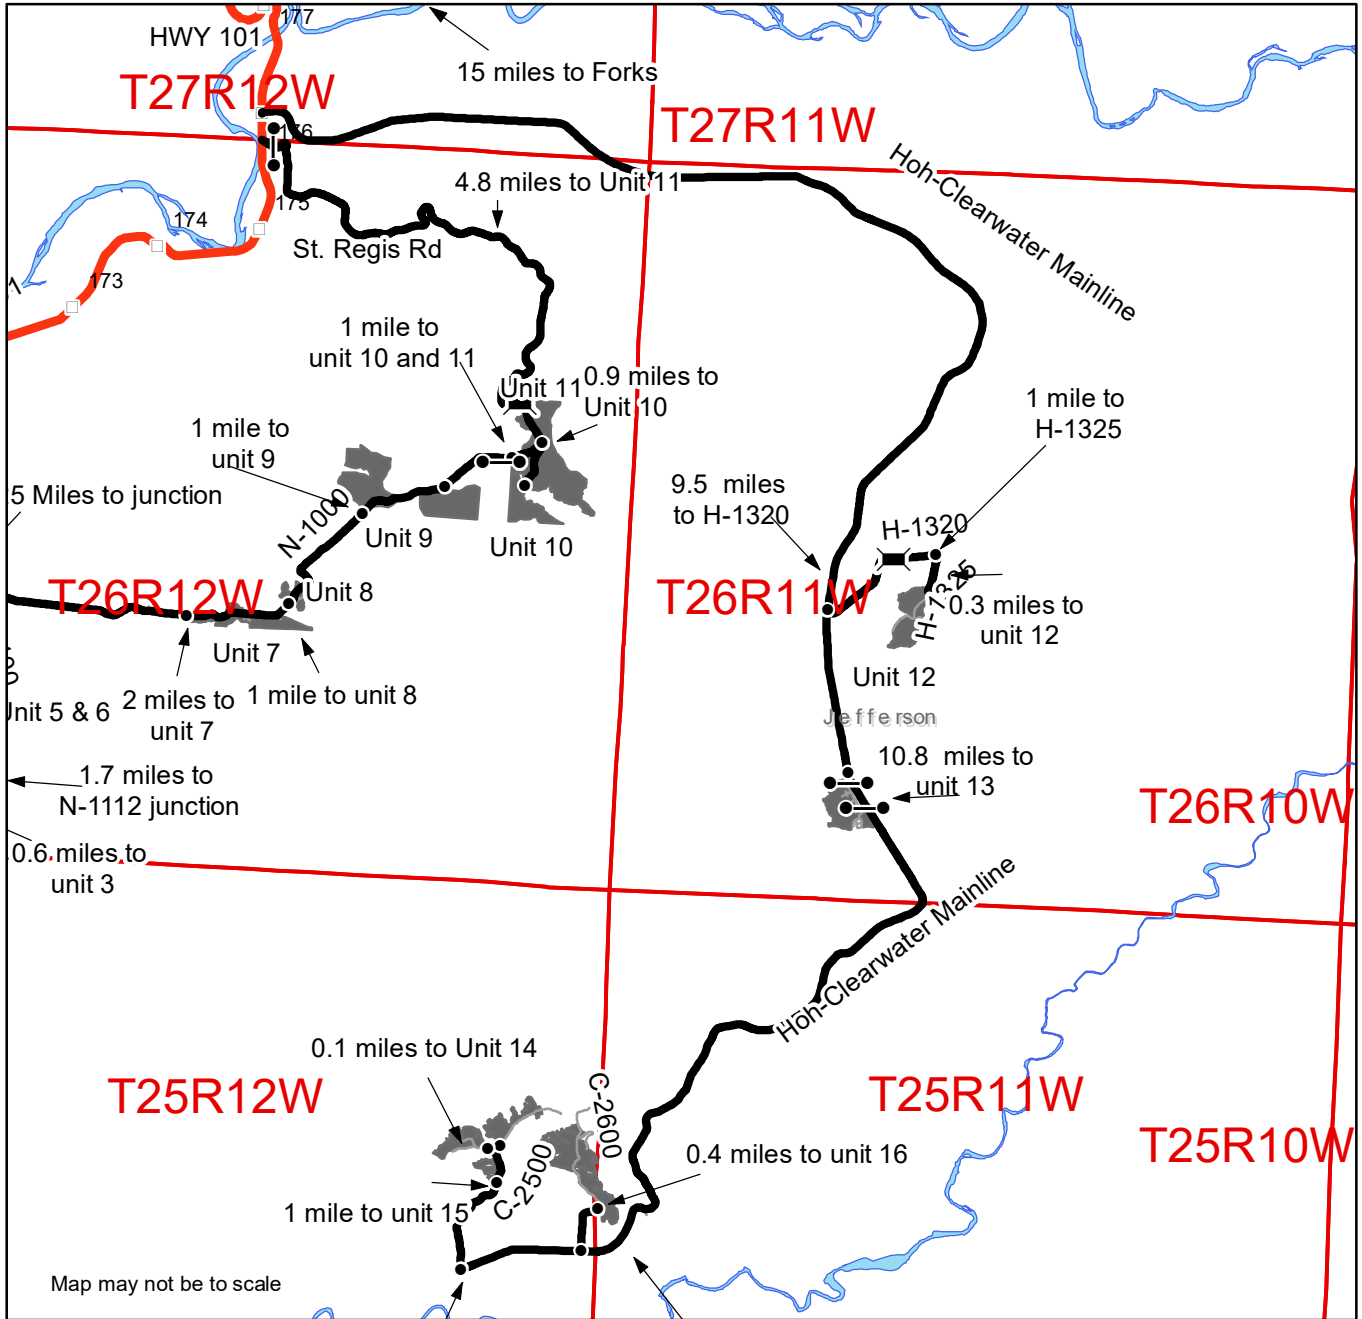 177
HWY 101
15 miles to Forks
T27R12W
T27R11W
176
Hoh-Clearwater Mainline
4.8 miles to Unit 11
175
174
St. Regis Rd
173
1
1 mile to
unit 10 and 11
Unit 11
0.9 miles to
Unit 10
1 mile to
H-1325
1 mile to
unit 9
5 Miles to junction
9.5 miles
to H-1320
N-1000
Unit 9
Unit 10
H-1320
H-1325
T26R12W
Unit 8
T26R11W
0.3 miles to
unit 12
Unit 7
Unit 12
1 mile to unit 8
2 miles to
unit 7
Unit 5 & 6
Jefferson
10.8 miles to
unit 13
1.7 miles to
N-1112 junction
T26R10W
0.6 miles to
unit 3
Hoh-Clearwater Mainline
0.1 miles to Unit 14
T25R12W
C-2600
T25R11W
T25R10W
C-2500
0.4 miles to unit 16
1 mile to unit 15
Map may not be to scale